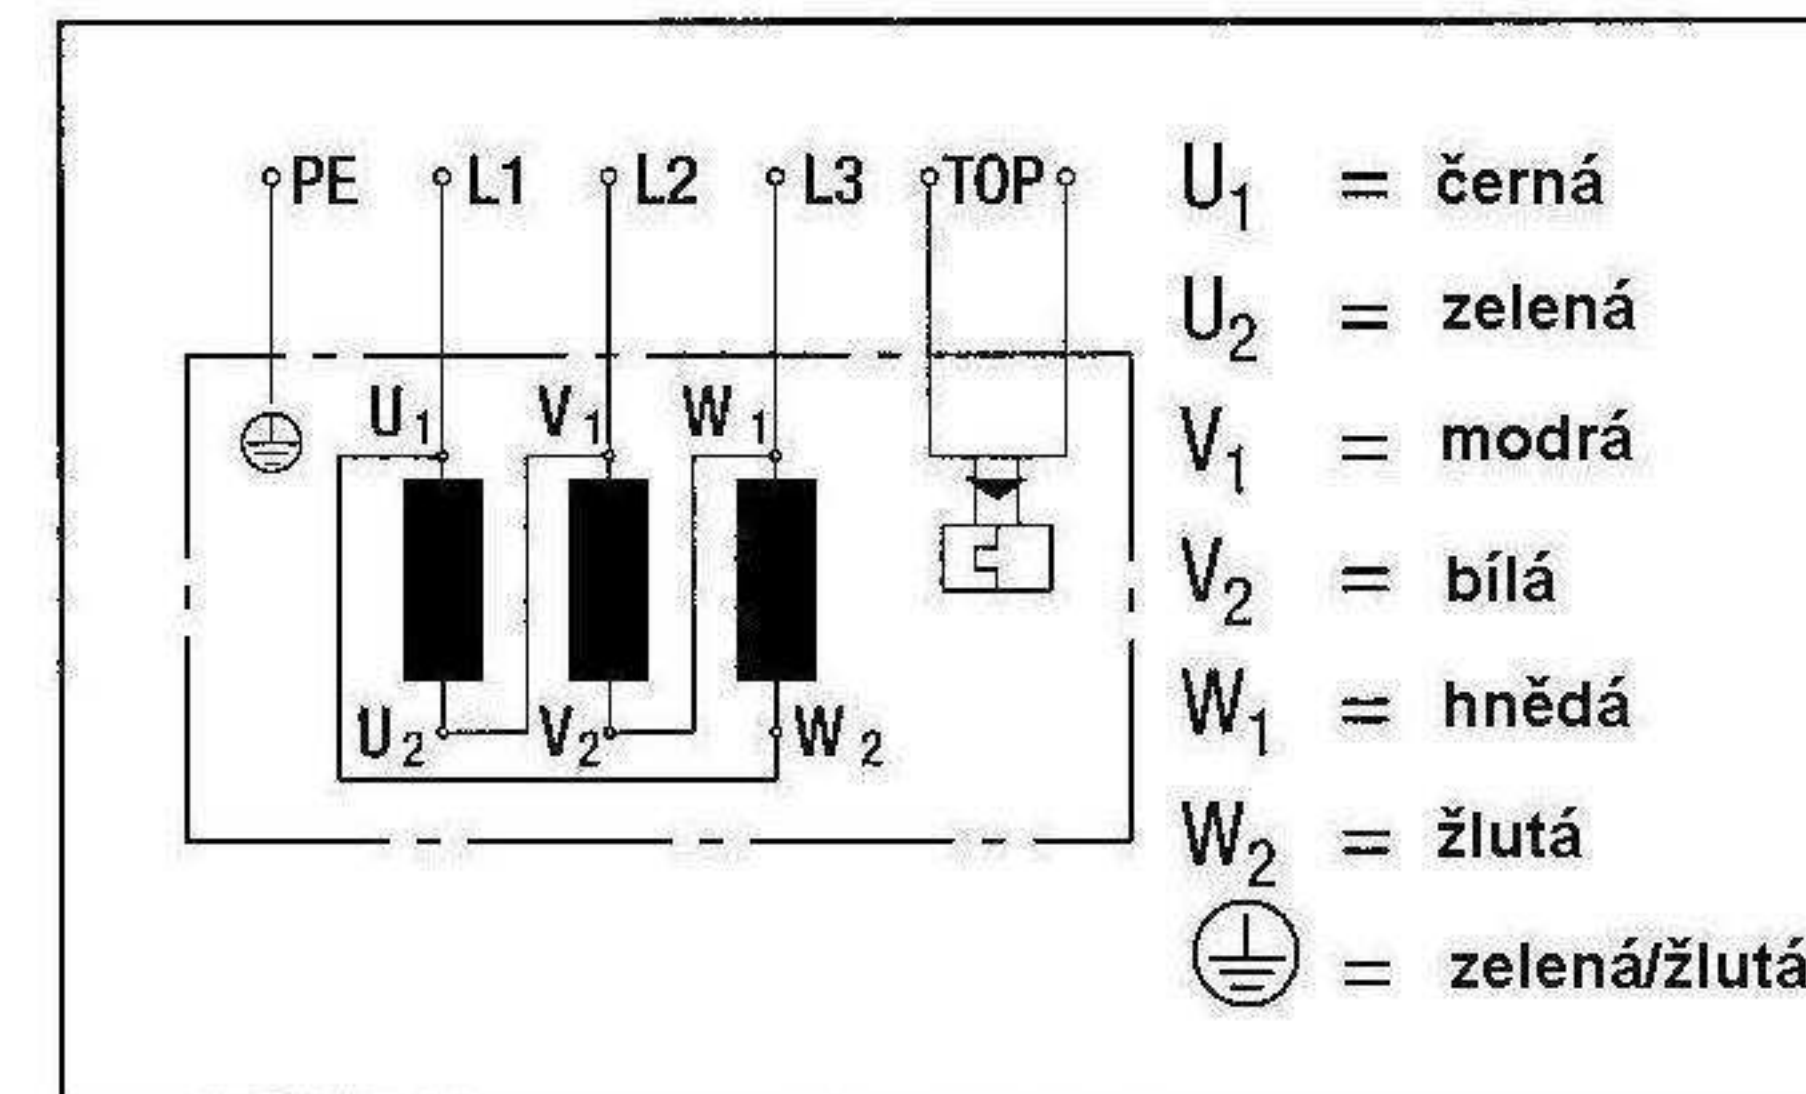 PE L1 L2 L3 TOP
U1 V1 W1
U2 V2 W2
U1 = černá
U2 = zelená
V1 = modrá
V2 = bílá
W1 = hnědá
W2 = žlutá
= zelená/žlutá